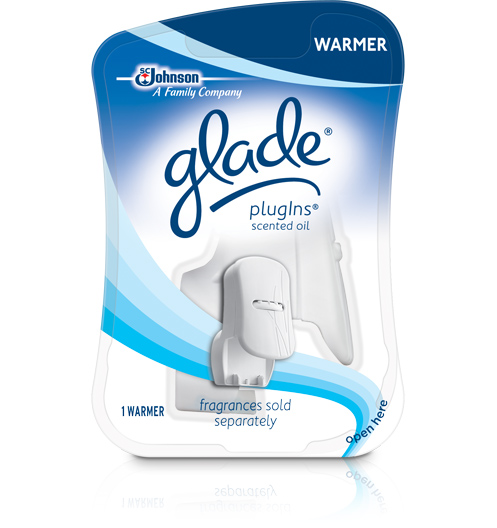 WARMER
SC Johnson
A Family Company
glade®
plugIns®
scented oil
1 WARMER
fragrances sold
separately
open here